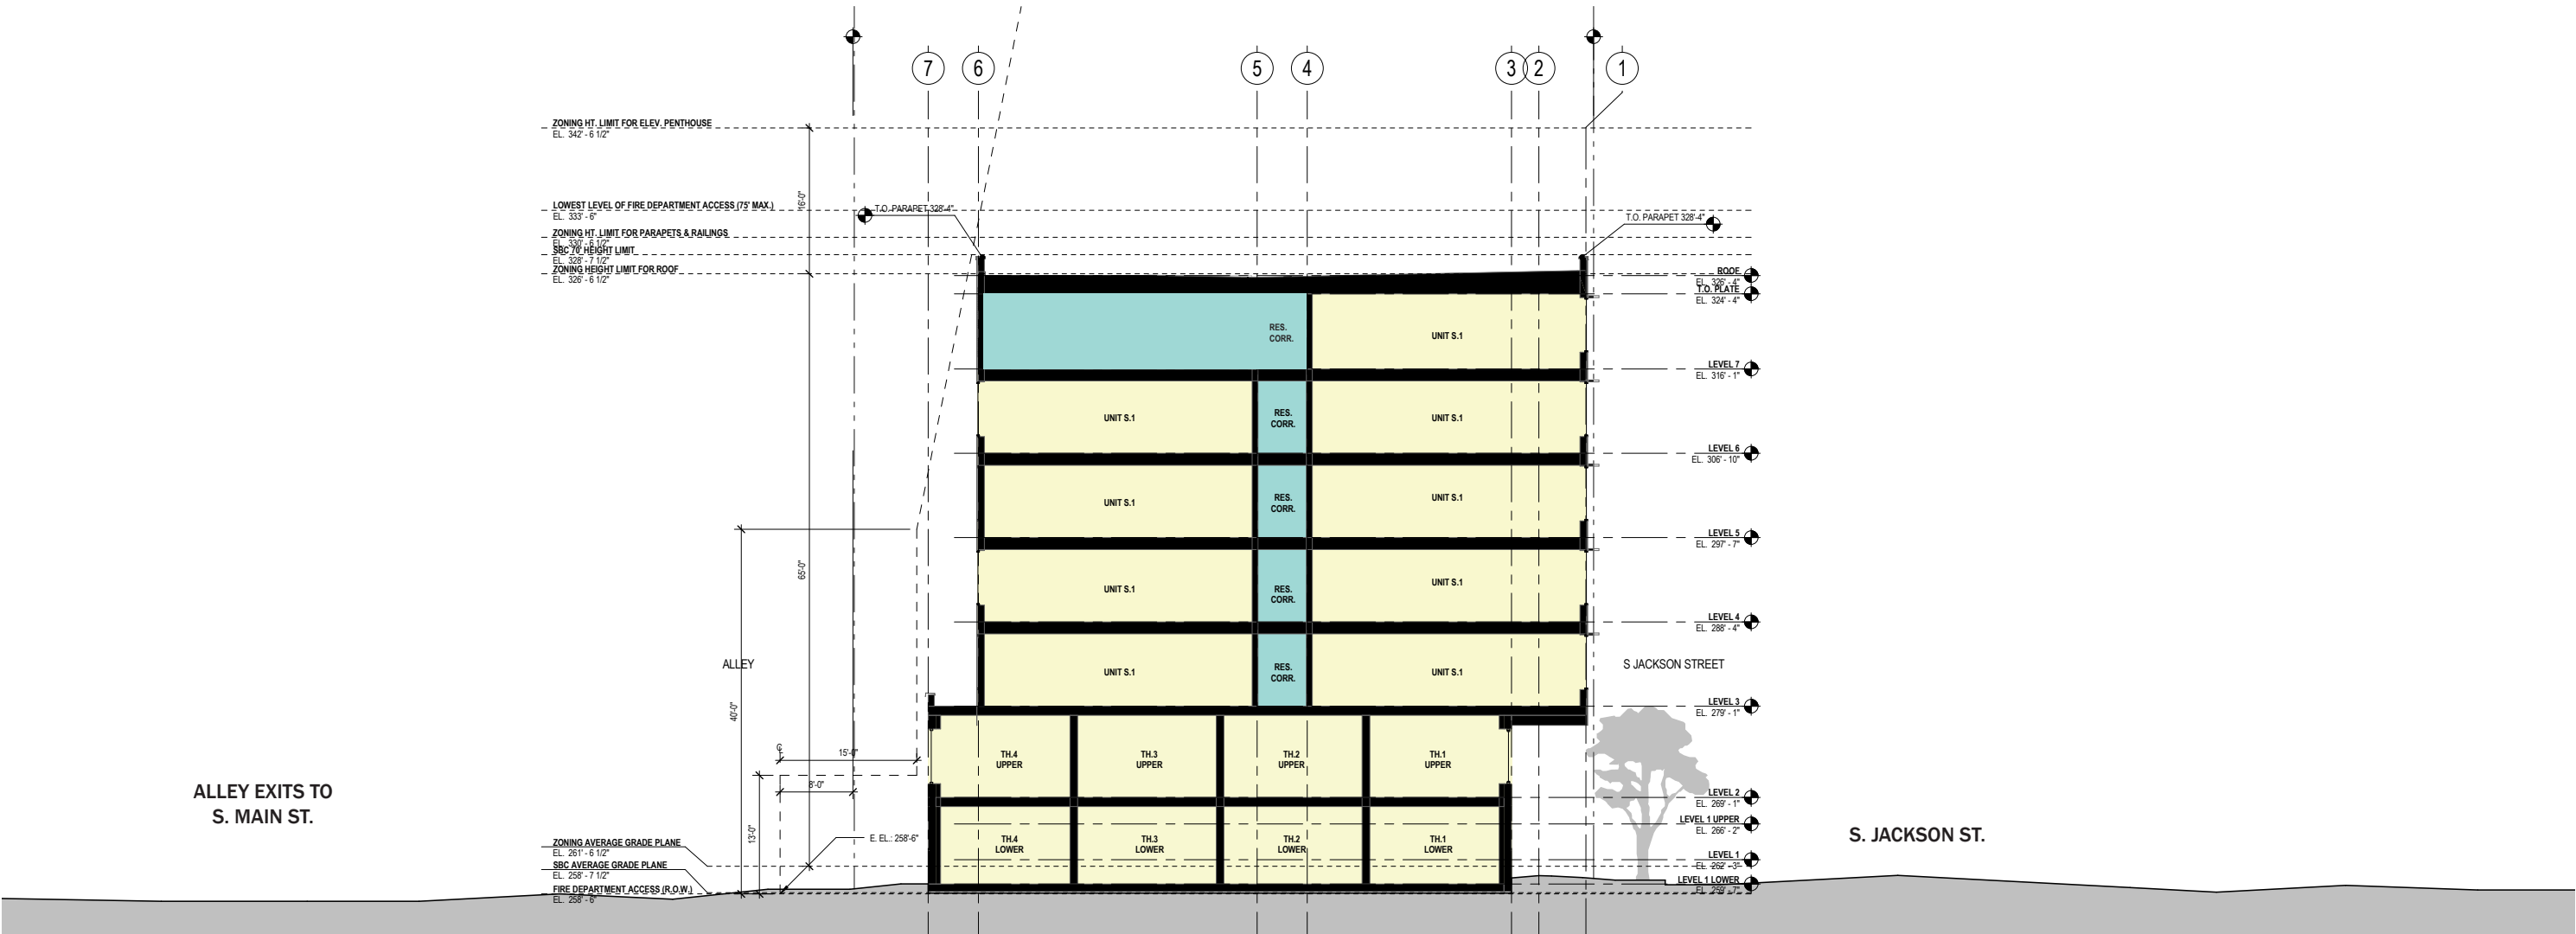 7 6 5 4 3 2 1
ZONING HT. LIMIT FOR ELEV. PENTHOUSE
EL. 342' - 6 1/2"
16'-0"
LOWEST LEVEL OF FIRE DEPARTMENT ACCESS (75' MAX.)
EL. 333' - 6"
T.O. PARAPET 328'-4"
T.O. PARAPET 328'-4"
ZONING HT. LIMIT FOR PARAPETS & RAILINGS
EL. 330' - 6 1/2"
SBC 70' HEIGHT LIMIT
EL. 328' - 7 1/2"
ZONING HEIGHT LIMIT FOR ROOF
EL. 326' - 6 1/2"
ROOF
EL. 326' - 4"
T.O. PLATE
EL. 324' - 4"
RES.
CORR.
UNIT S.1
LEVEL 7
EL. 316' - 1"
UNIT S.1
RES.
CORR.
UNIT S.1
LEVEL 6
EL. 306' - 10"
UNIT S.1
RES.
CORR.
UNIT S.1
LEVEL 5
EL. 297' - 7"
65'-0"
UNIT S.1
RES.
CORR.
UNIT S.1
LEVEL 4
EL. 288' - 4"
ALLEY
UNIT S.1
RES.
CORR.
UNIT S.1
S JACKSON STREET
LEVEL 3
EL. 279' - 1"
40'-0"
15'-0"
8'-0"
13'-0"
TH.4
UPPER
TH.3
UPPER
TH.2
UPPER
TH.1
UPPER
LEVEL 2
EL. 269' - 1"
LEVEL 1 UPPER
EL. 266' - 2"
ALLEY EXITS TO
S. MAIN ST.
E. EL.: 258'-6"
TH.4
LOWER
TH.3
LOWER
TH.2
LOWER
TH.1
LOWER
S. JACKSON ST.
ZONING AVERAGE GRADE PLANE
EL. 261' - 6 1/2"
SBC AVERAGE GRADE PLANE
EL. 258' - 7 1/2"
FIRE DEPARTMENT ACCESS (R.O.W.)
EL. 258' - 6"
LEVEL 1
EL. 262' - 3"
LEVEL 1 LOWER
EL. 259' - 7"